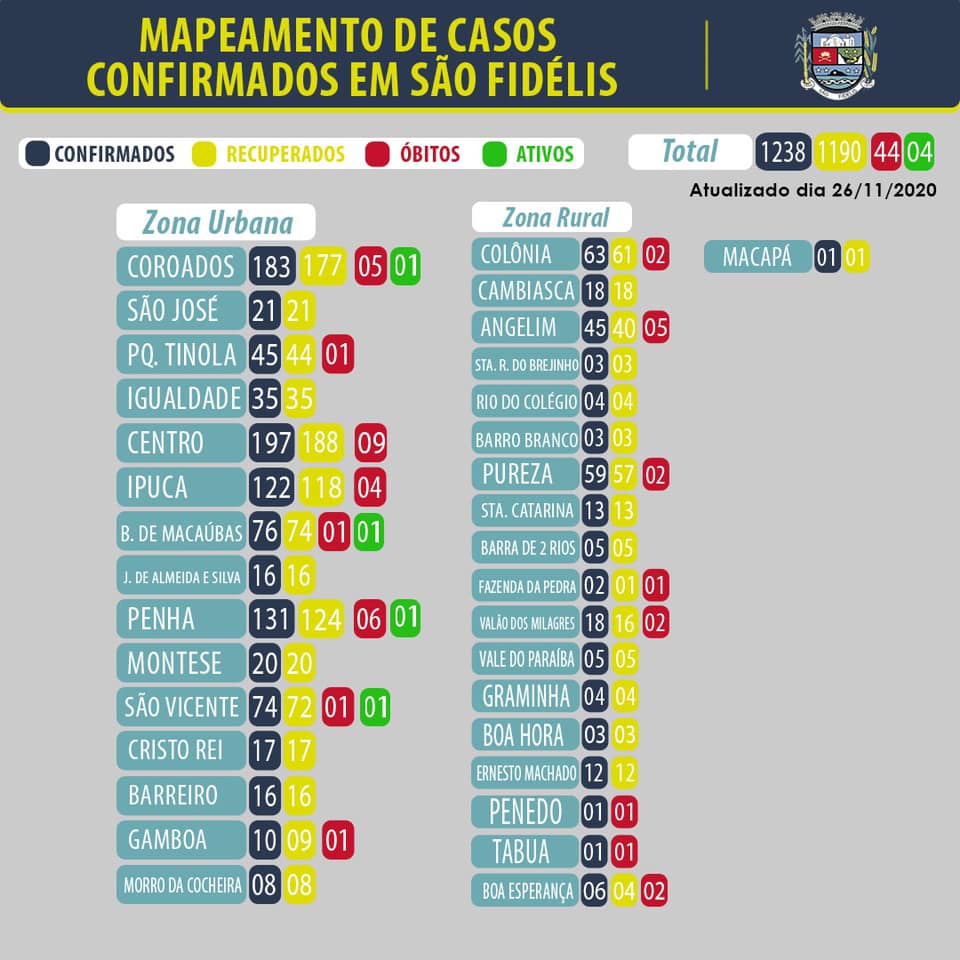 MAPEAMENTO DE CASOS
CONFIRMADOS EM SÃO FIDÉLIS
CONFIRMADOS RECUPERADOS ÓBITOS ATIVOS
Total 1238 1190 44 04
Atualizado dia 26/11/2020
Zona Urbana
COROADOS 183 177 05 01
SÃO JOSÉ 21 21
PQ. TINOLA 45 44 01
IGUALDADE 35 35
CENTRO 197 188 09
IPUCA 122 118 04
B. DE MACAÚBAS 76 74 01 01
J. DE ALMEIDA E SILVA 16 16
PENHA 131 124 06 01
MONTESE 20 20
SÃO VICENTE 74 72 01 01
CRISTO REI 17 17
BARREIRO 16 16
GAMBOA 10 09 01
MORRO DA COCHEIRA 08 08
Zona Rural
COLÔNIA 63 61 02
CAMBIASCA 18 18
ANGELIM 45 40 05
STA. R. DO BREJINHO 03 03
RIO DO COLÉGIO 04 04
BARRO BRANCO 03 03
PUREZA 59 57 02
STA. CATARINA 13 13
BARRA DE 2 RIOS 05 05
FAZENDA DA PEDRA 02 01 01
VALÃO DOS MILAGRES 18 16 02
VALE DO PARAÍBA 05 05
GRAMINHA 04 04
BOA HORA 03 03
ERNESTO MACHADO 12 12
PENEDO 01 01
TABUA 01 01
BOA ESPERANÇA 06 04 02
MACAPÁ 01 01